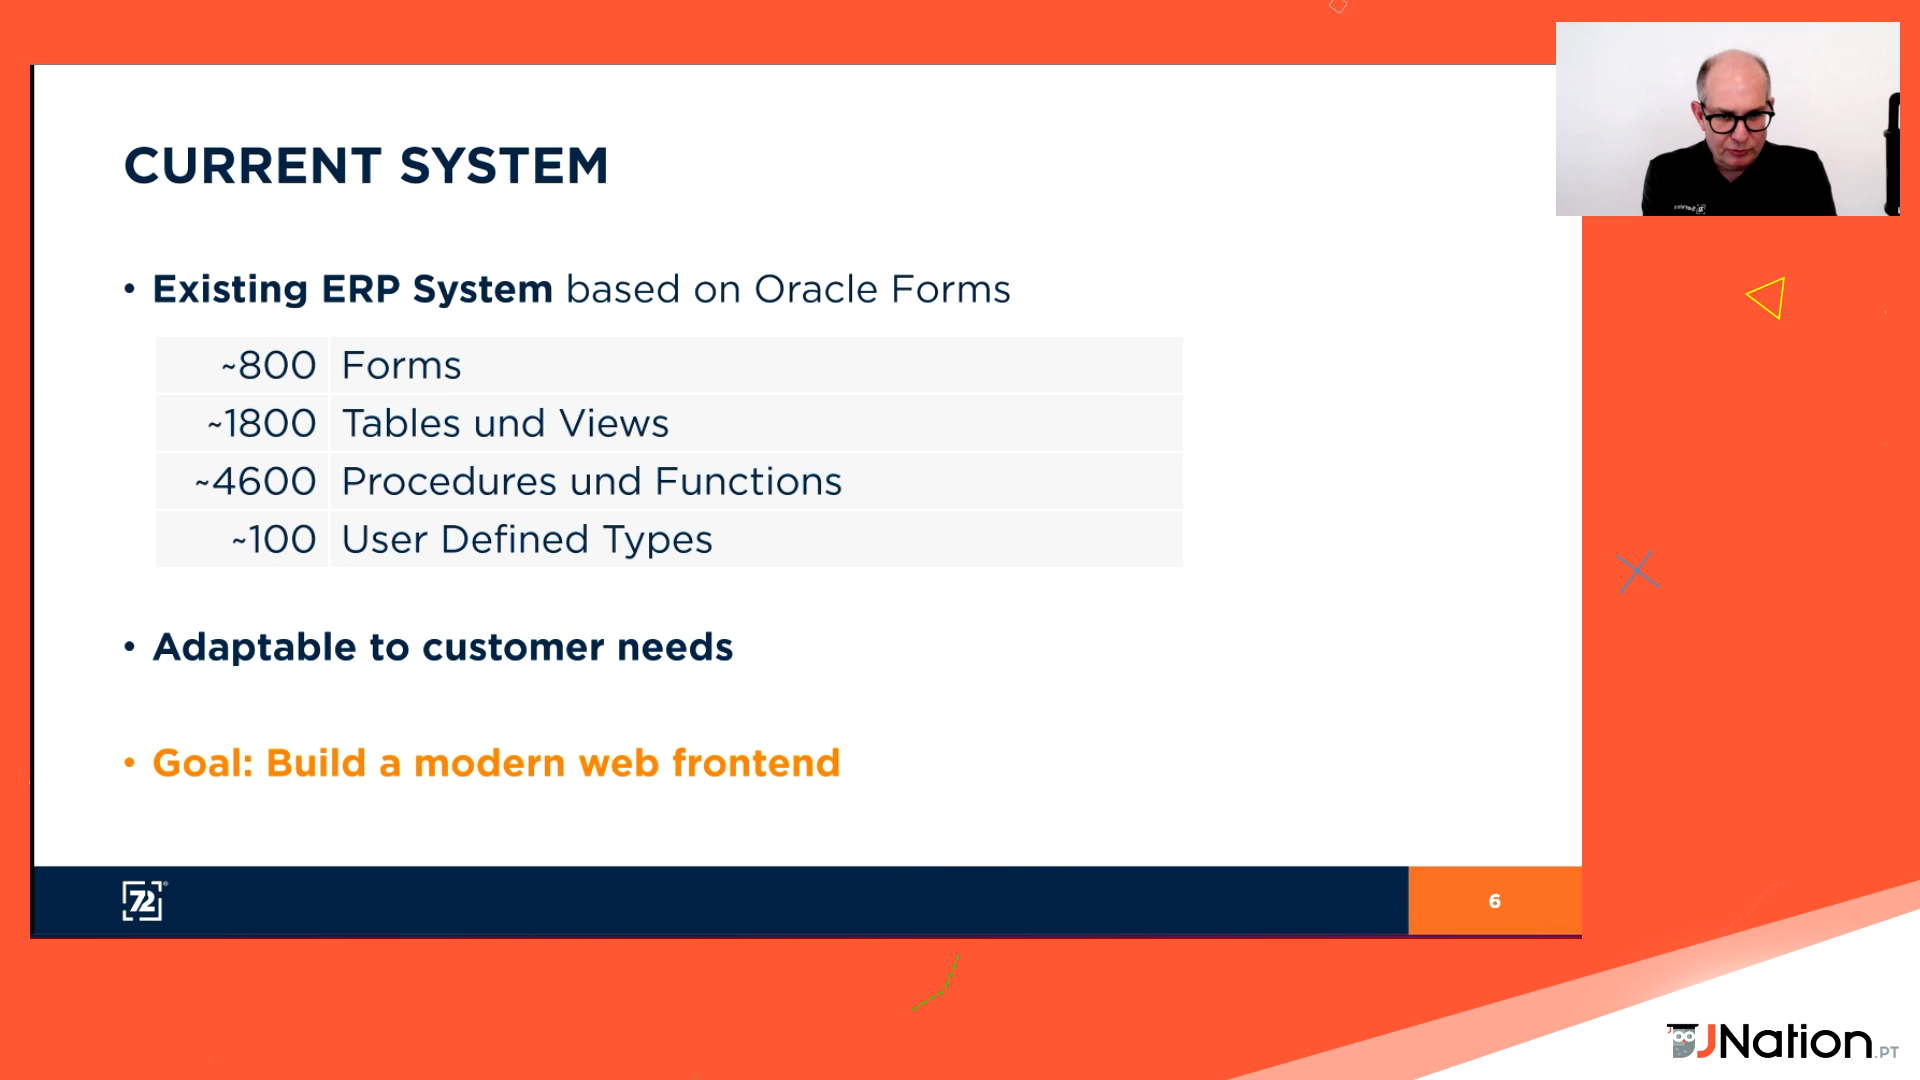 CURRENT SYSTEM
• Existing ERP System based on Oracle Forms
~800 Forms
~1800 Tables und Views
~4600 Procedures und Functions
~100 User Defined Types
• Adaptable to customer needs
• Goal: Build a modern web frontend
72®
6
JNation.PT